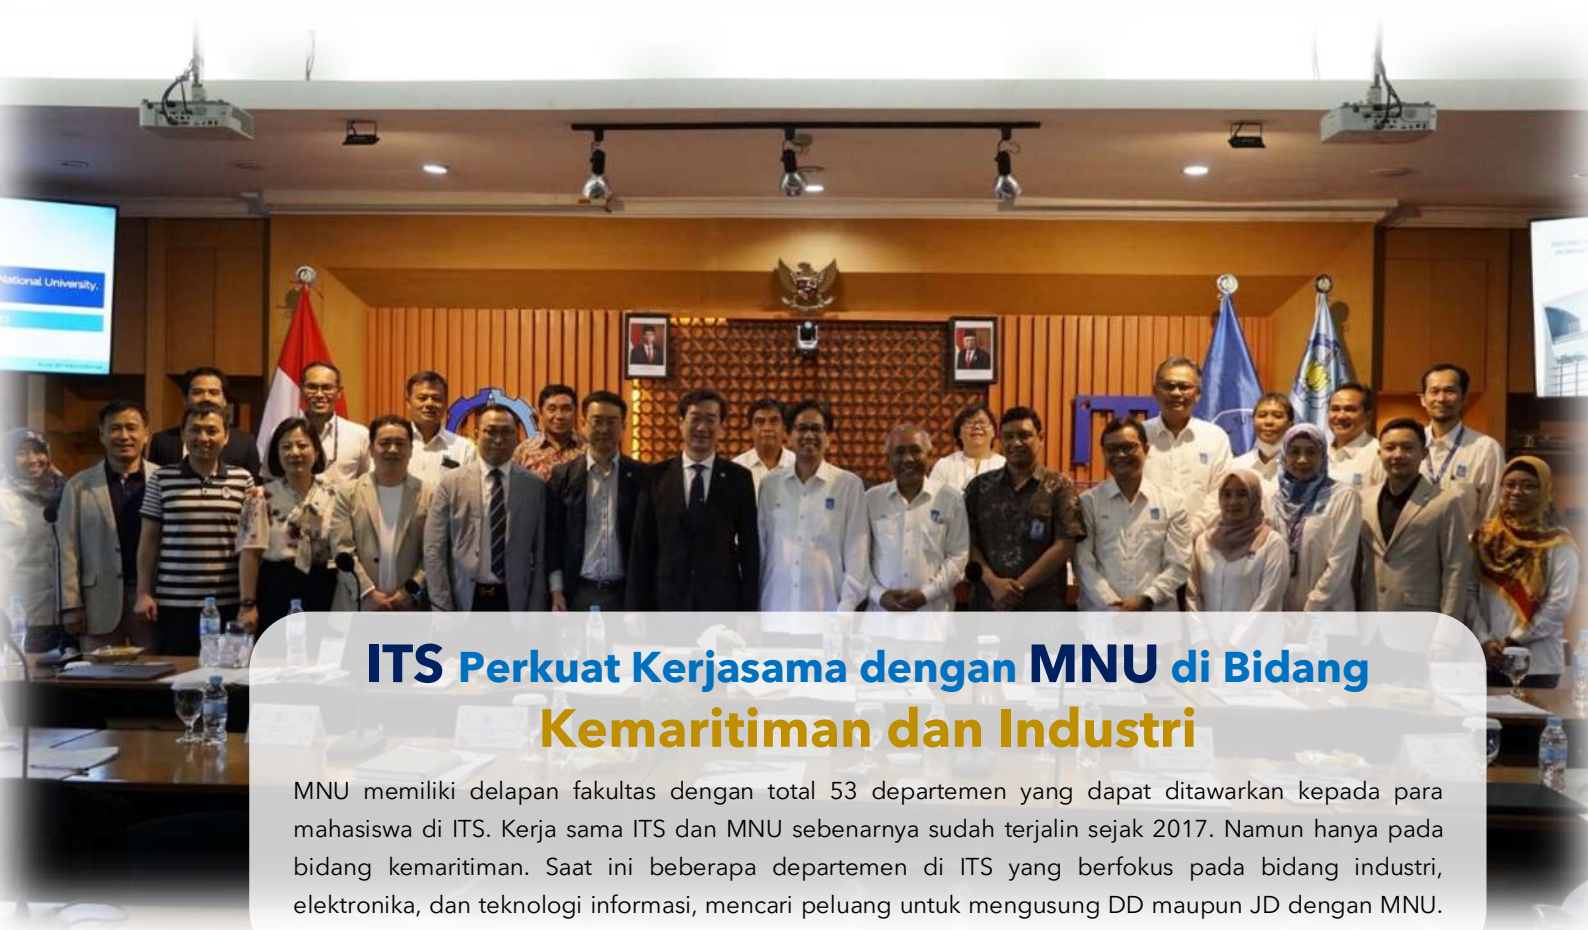 National University.
ITS Perkuat Kerjasama dengan MNU di Bidang
Kemaritiman dan Industri
MNU memiliki delapan fakultas dengan total 53 departemen yang dapat ditawarkan kepada para
mahasiswa di ITS. Kerja sama ITS dan MNU sebenarnya sudah terjalin sejak 2017. Namun hanya pada
bidang kemaritiman. Saat ini beberapa departemen di ITS yang berfokus pada bidang industri,
elektronika, dan teknologi informasi, mencari peluang untuk mengusung DD maupun JD dengan MNU.